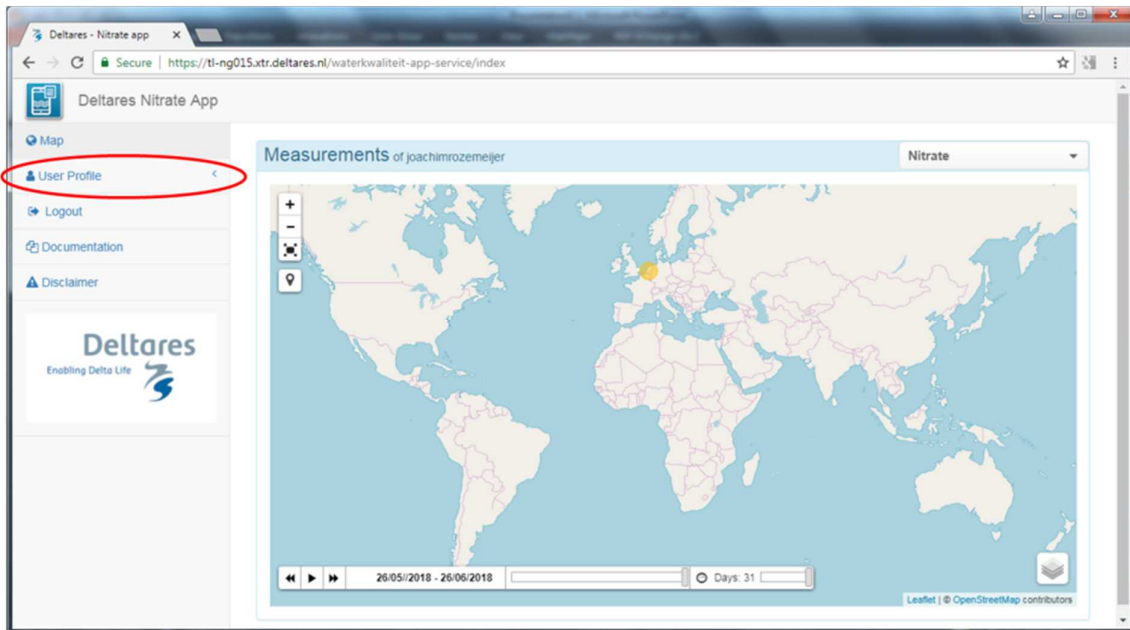 Deltares - Nitrate app
Secure | https://tl-ng015.xtr.deltares.nl/waterkwaliteit-app-service/index
Deltares Nitrate App
Map
User Profile
Logout
Documentation
Disclaimer
Deltares
Enabling Delta Life
Measurements of joachimrozemeijer
Nitrate
+
−
26/05//2018 - 26/06/2018
Days: 31
Leaflet | © OpenStreetMap contributors